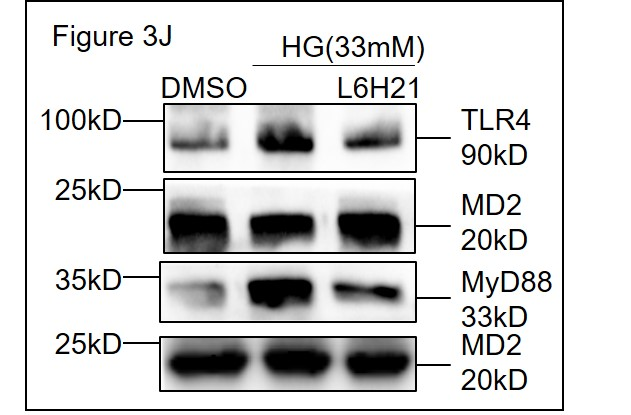 Figure 3J
HG(33mM)
DMSO
L6H21
100kD
TLR4
90kD
25kD
MD2
20kD
35kD
MyD88
33kD
25kD
MD2
20kD